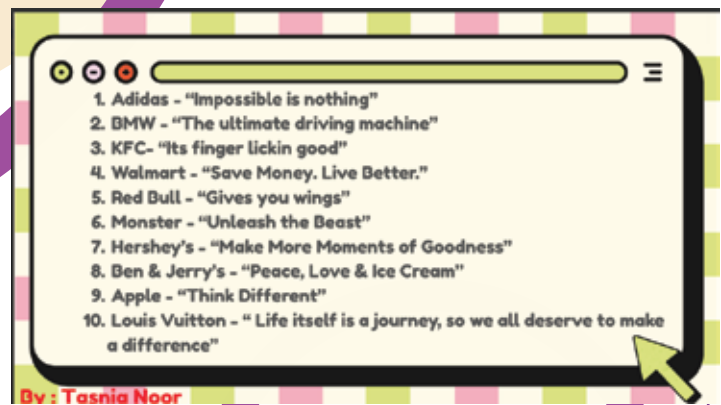 1. Adidas - “Impossible is nothing”
2. BMW - “The ultimate driving machine”
3. KFC- “Its finger lickin good”
4. Walmart - “Save Money. Live Better.”
5. Red Bull - “Gives you wings”
6. Monster - “Unleash the Beast”
7. Hershey’s - “Make More Moments of Goodness”
8. Ben & Jerry’s - “Peace, Love & Ice Cream”
9. Apple - “Think Different”
10. Louis Vuitton - “ Life itself is a journey, so we all deserve to make
a difference”
By : Tasnia Noor